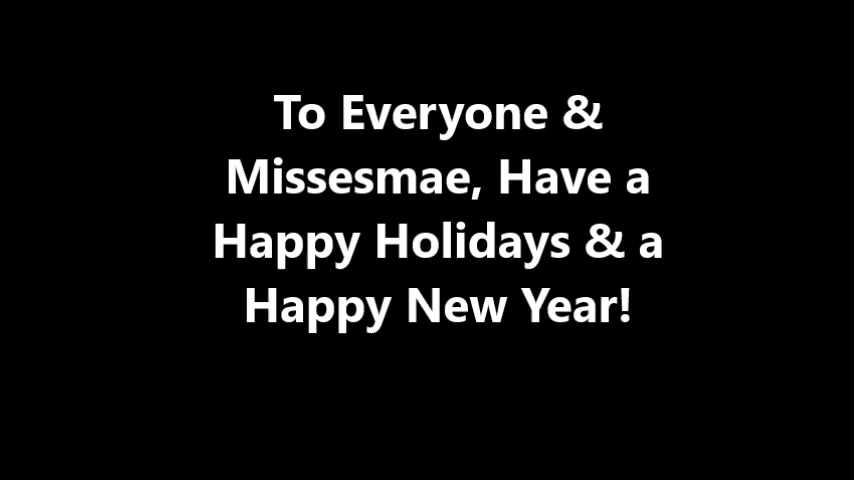 To Everyone &
Missesmae, Have a
Happy Holidays & a
Happy New Year!